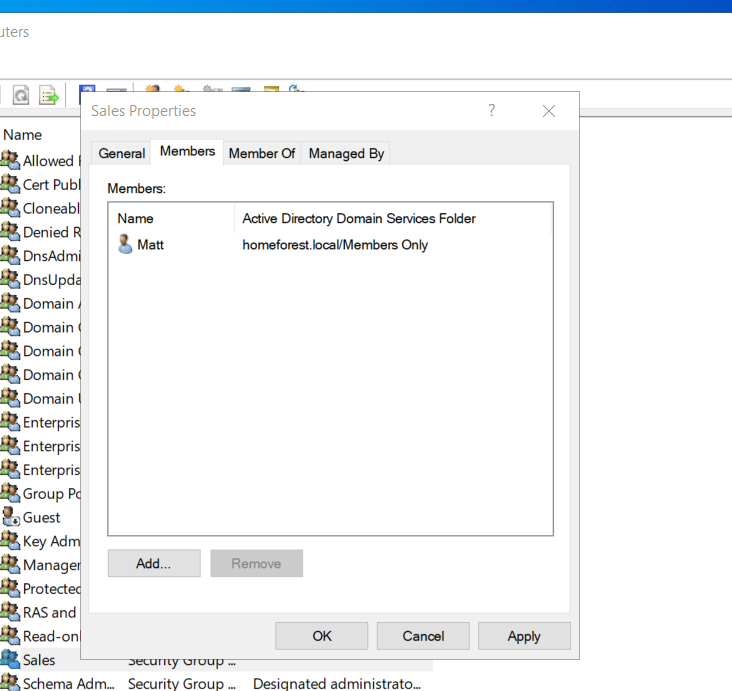 uters
Sales Properties
?
Name
General Members Member Of Managed By
Members:
Name Active Directory Domain Services Folder
Matt homeforest.local/Members Only
Allowed
Cert Publ
Cloneabl
Denied R
DnsAdmi
DnsUpda
Domain
Domain
Domain
Domain
Domain
Enterpris
Enterpris
Enterpris
Group Po
Guest
Key Adm
Manager
Protected
RAS and
Read-onl
Add... Remove
OK Cancel Apply
Sales Security Group ...
Schema Adm... Security Group ... Designated administrato...